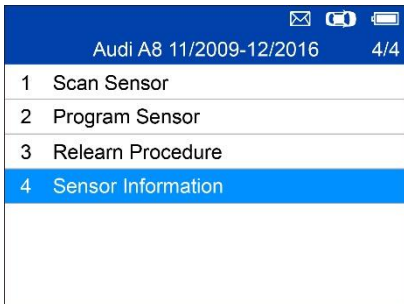 Audi A8 11/2009-12/2016 4/4
1 Scan Sensor
2 Program Sensor
3 Relearn Procedure
4 Sensor Information